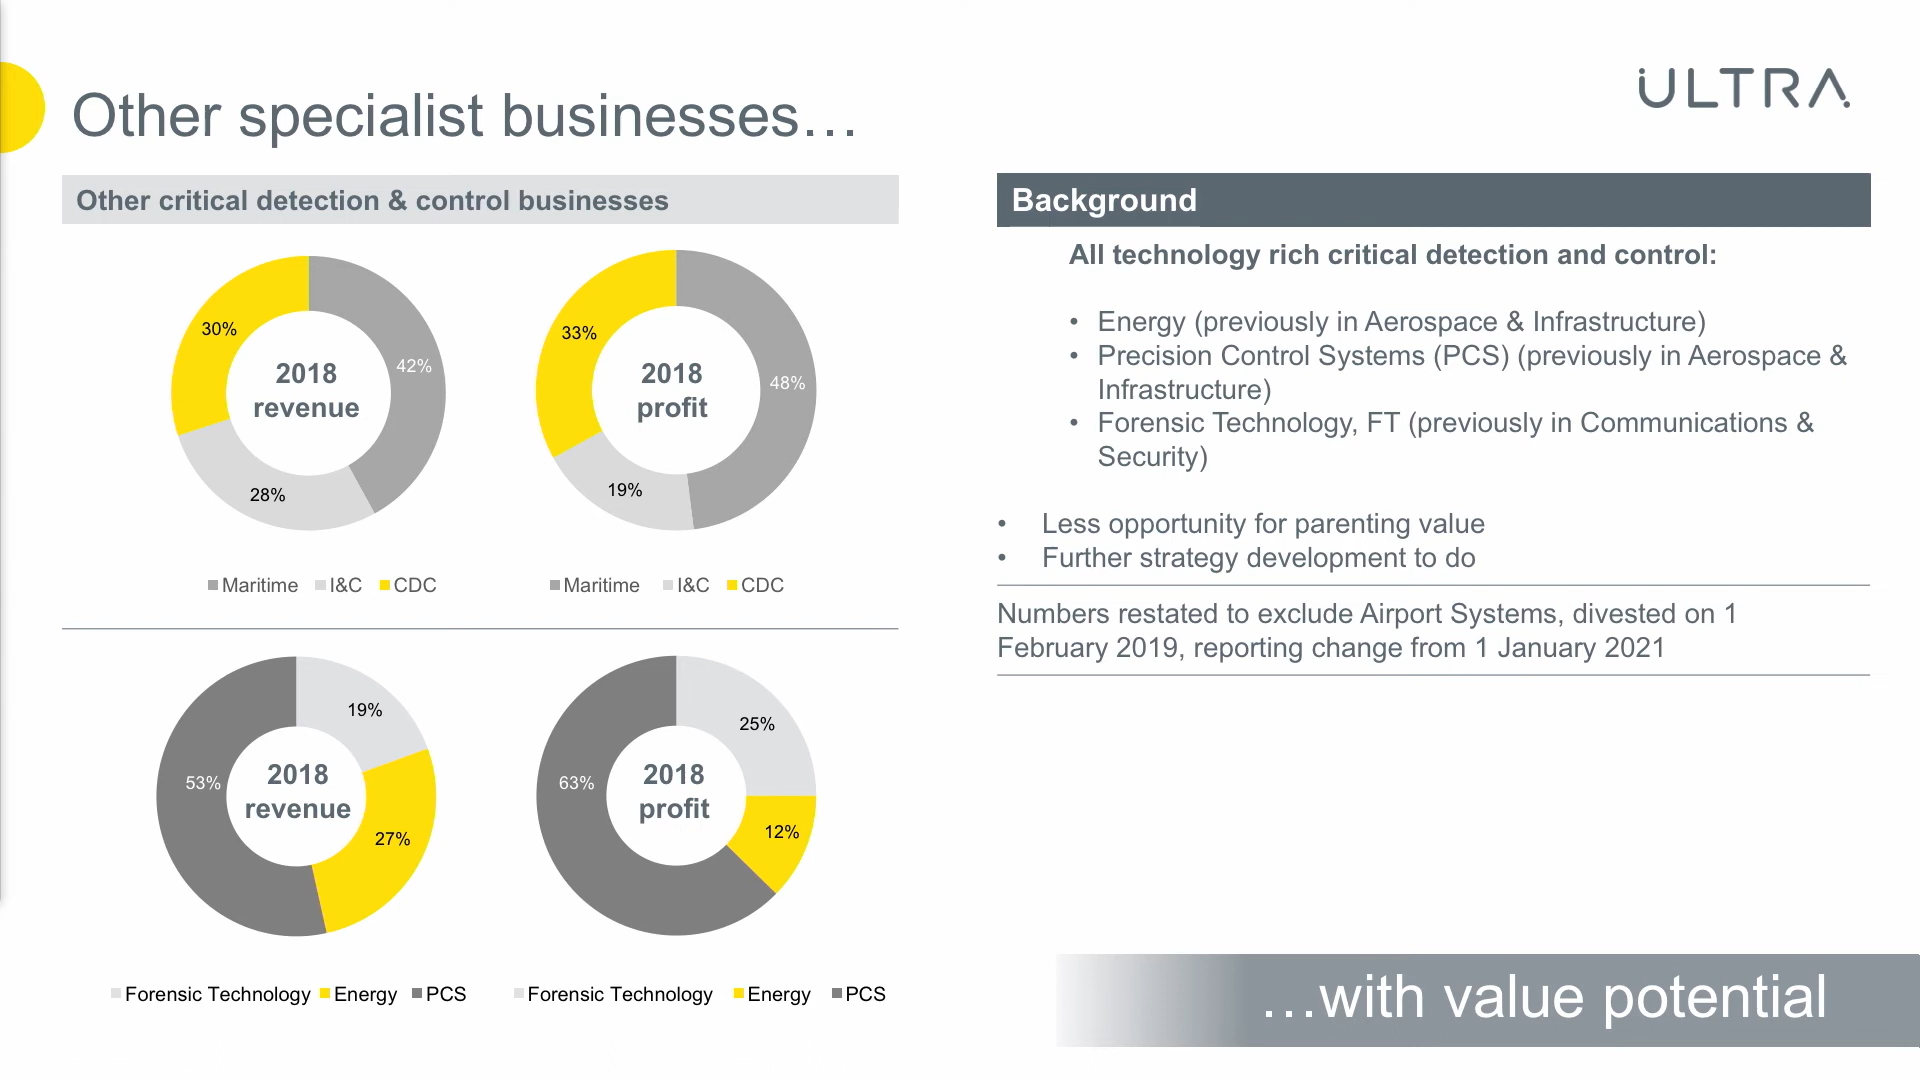 ULTRA
Other specialist businesses…
Other critical detection & control businesses
30%
42%
28%
2018
revenue
Maritime I&C CDC
33%
48%
19%
2018
profit
Maritime I&C CDC
19%
53%
27%
2018
revenue
Forensic Technology Energy PCS
25%
63%
12%
2018
profit
Forensic Technology Energy PCS
Background
All technology rich critical detection and control:
• Energy (previously in Aerospace & Infrastructure)
• Precision Control Systems (PCS) (previously in Aerospace &
Infrastructure)
• Forensic Technology, FT (previously in Communications &
Security)
• Less opportunity for parenting value
• Further strategy development to do
Numbers restated to exclude Airport Systems, divested on 1
February 2019, reporting change from 1 January 2021
…with value potential